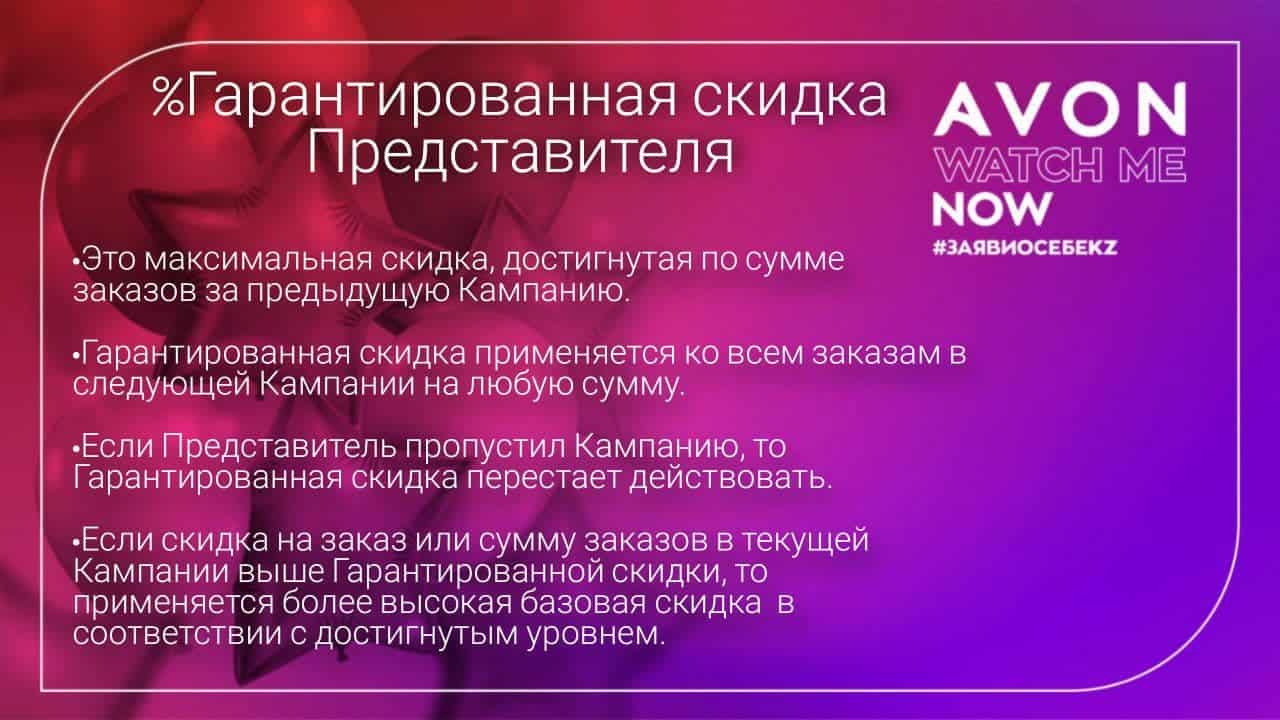 %Гарантированная скидка
Представителя
AVON
WATCH ME
NOW
#ЗАЯВИОСЕБЕKZ
•Это максимальная скидка, достигнутая по сумме
заказов за предыдущую Кампанию.
•Гарантированная скидка применяется ко всем заказам в
следующей Кампании на любую сумму.
•Если Представитель пропустил Кампанию, то
Гарантированная скидка перестает действовать.
•Если скидка на заказ или сумму заказов в текущей
Кампании выше Гарантированной скидки, то
применяется более высокая базовая скидка в
соответствии с достигнутым уровнем.